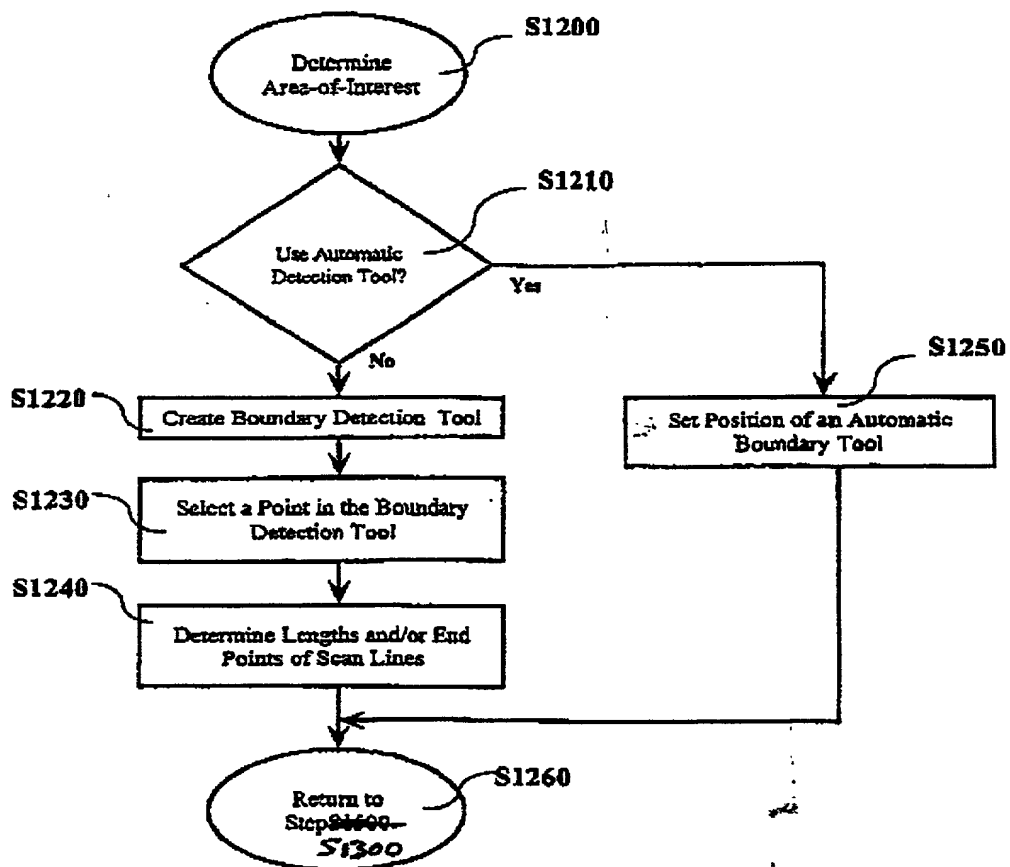 S1200
Determine
Area-of-Interest
S1210
Use Automatic
Detection Tool?
Yes
No
S1250
S1220
Create Boundary Detection Tool
Set Position of an Automatic
Boundary Tool
S1230
Select a Point in the Boundary
Detection Tool
S1240
Determine Lengths and/or End
Points of Scan Lines
S1260
Return to
Step
S1300